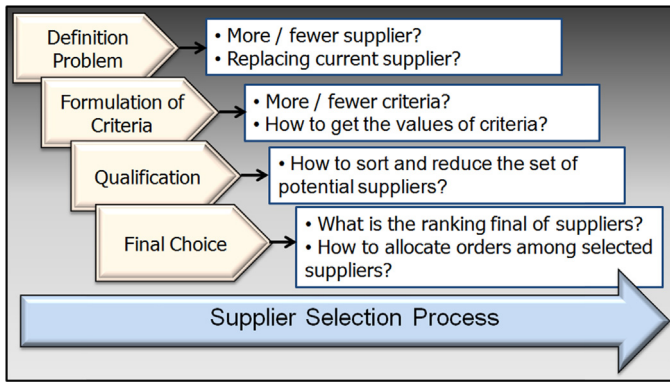 Definition
Problem
• More / fewer supplier?
• Replacing current supplier?
Formulation of
Criteria
• More / fewer criteria?
• How to get the values of criteria?
Qualification
• How to sort and reduce the set of
potential suppliers?
Final Choice
• What is the ranking final of suppliers?
• How to allocate orders among selected
suppliers?
Supplier Selection Process